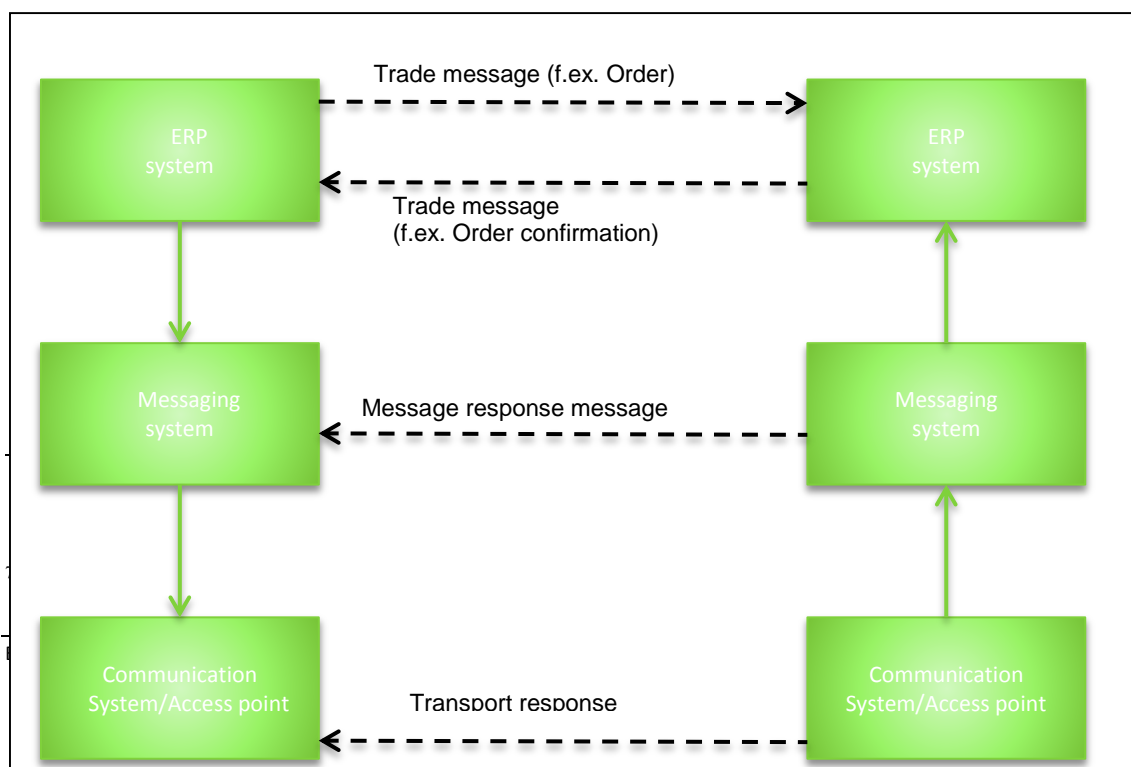 Trade message (f.ex. Order)
ERP
system
ERP
system
Trade message
(f.ex. Order confirmation)
Messaging
system
Message response message
Messaging
system
Communication
System/Access point
Transport response
Communication
System/Access point